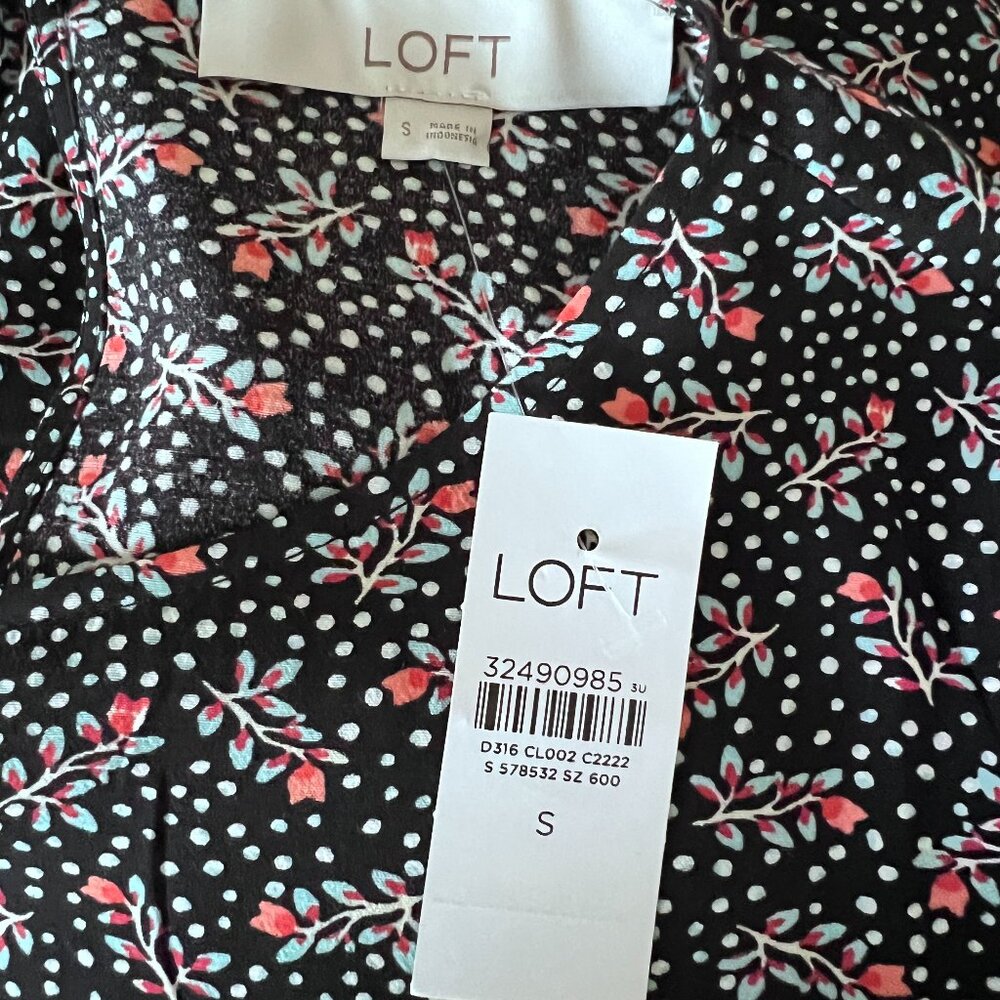 LOFT
S MADE IN
INDONESIA
LOFT
32490985 3U
D316 CL002 C2222
S 578532 SZ 600
S